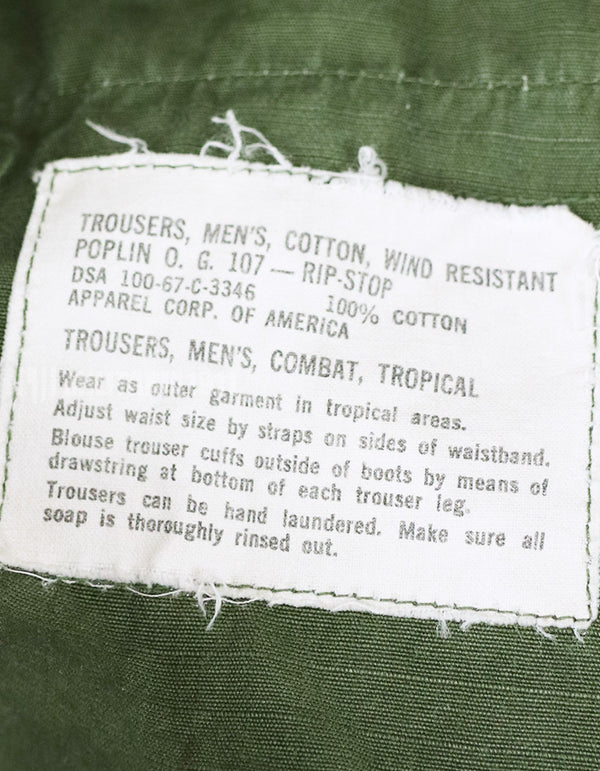 TROUSERS, MEN'S, COTTON, WIND RESISTANT
POPLIN O. G. 107 — RIP-STOP
DSA 100-67-C-3346 100% COTTON
APPAREL CORP. OF AMERICA
TROUSERS, MEN'S, COMBAT, TROPICAL
Wear as outer garment in tropical areas.
Adjust waist size by straps on sides of waistband.
Blouse trouser cuffs outside of boots by means of
drawstring at bottom of each trouser leg.
Trousers can be hand laundered. Make sure all
soap is thoroughly rinsed out.